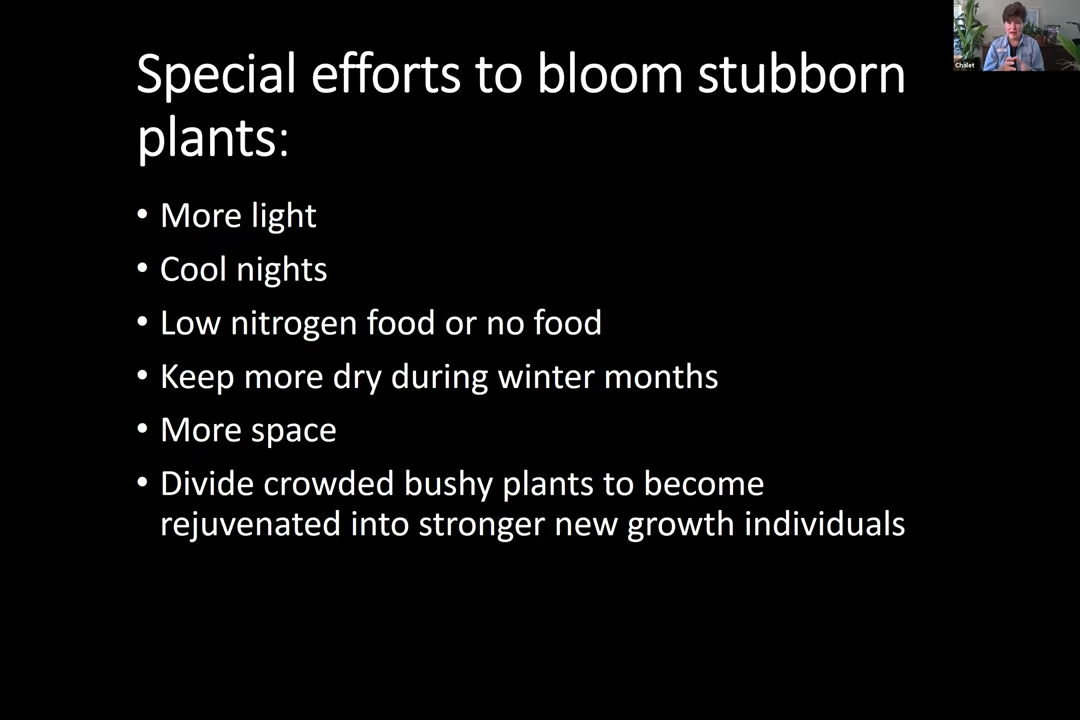 Special efforts to bloom stubborn
plants:
• More light
• Cool nights
• Low nitrogen food or no food
• Keep more dry during winter months
• More space
• Divide crowded bushy plants to become
rejuvenated into stronger new growth individuals
Chalet